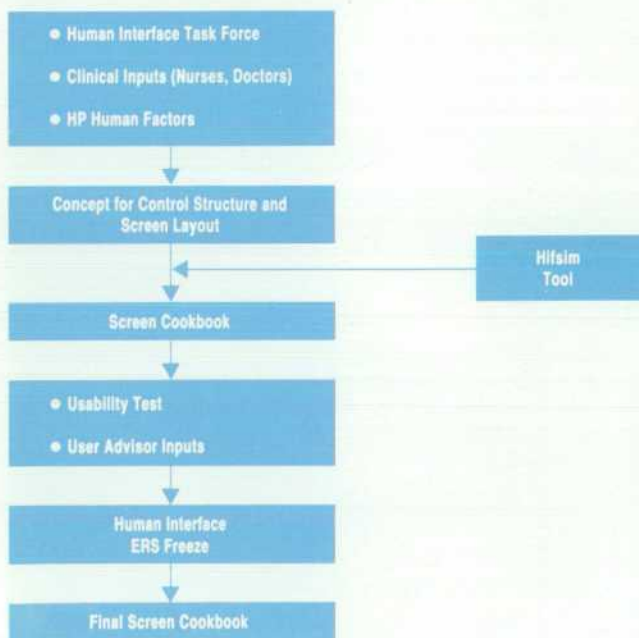 ● Human Interface Task Force
● Clinical Inputs (Nurses, Doctors)
● HP Human Factors
Concept for Control Structure and
Screen Layout
Hifsim
Tool
Screen Cookbook
● Usability Test
● User Advisor Inputs
Human Interface
ERS Freeze
Final Screen Cookbook